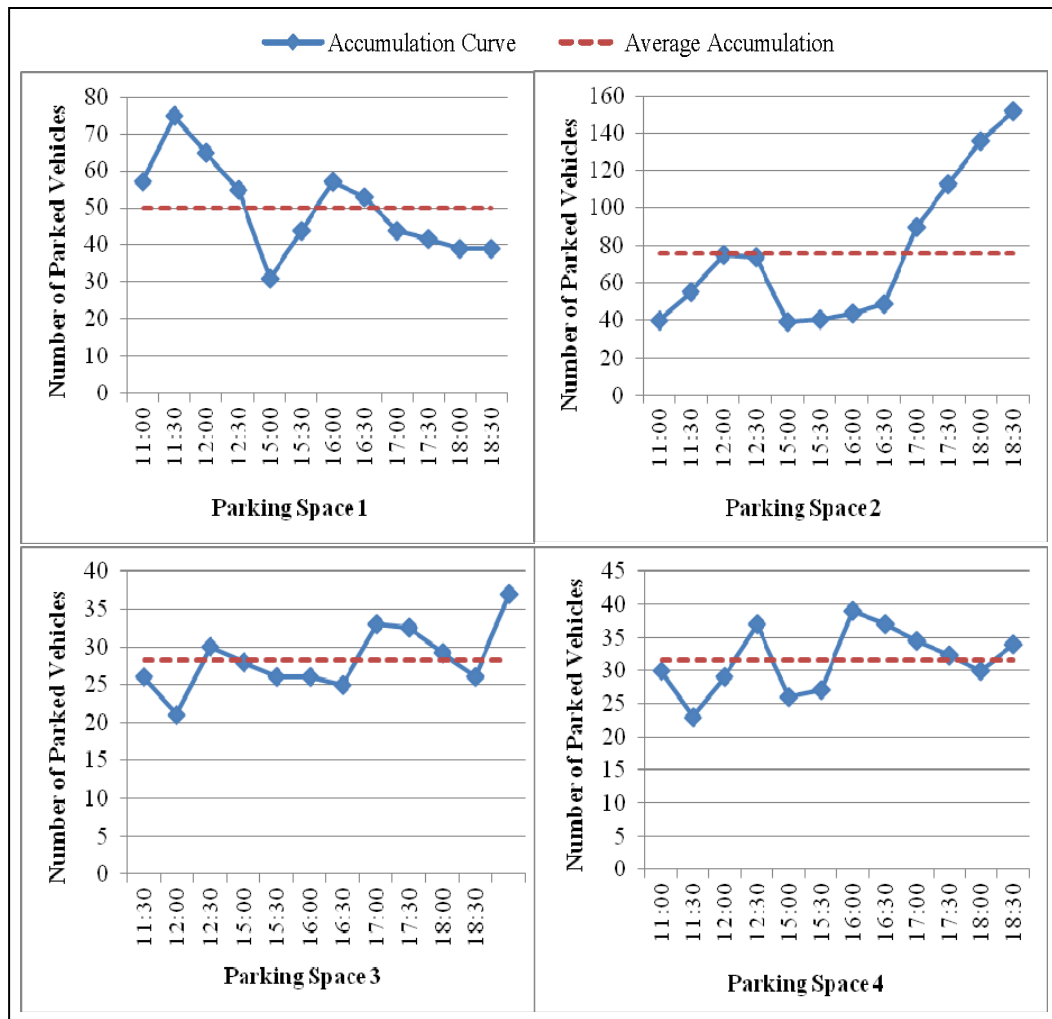 Accumulation Curve Average Accumulation
Number of Parked Vehicles
80
70
60
50
40
30
20
10
0
11:00 11:30 12:00 12:30 15:00 15:30 16:00 16:30 17:00 17:30 18:00 18:30
Parking Space 1
Number of Parked Vehicles
160
140
120
100
80
60
40
20
0
11:00 11:30 12:00 12:30 15:00 15:30 16:00 16:30 17:00 17:30 18:00 18:30
Parking Space 2
Number of Parked Vehicles
40
35
30
25
20
15
10
5
0
11:30 12:00 12:30 15:00 15:30 16:00 16:30 17:00 17:30 18:00 18:30
Parking Space 3
Number of Parked Vehicles
45
40
35
30
25
20
15
10
5
0
11:00 11:30 12:00 12:30 15:00 15:30 16:00 16:30 17:00 17:30 18:00 18:30
Parking Space 4